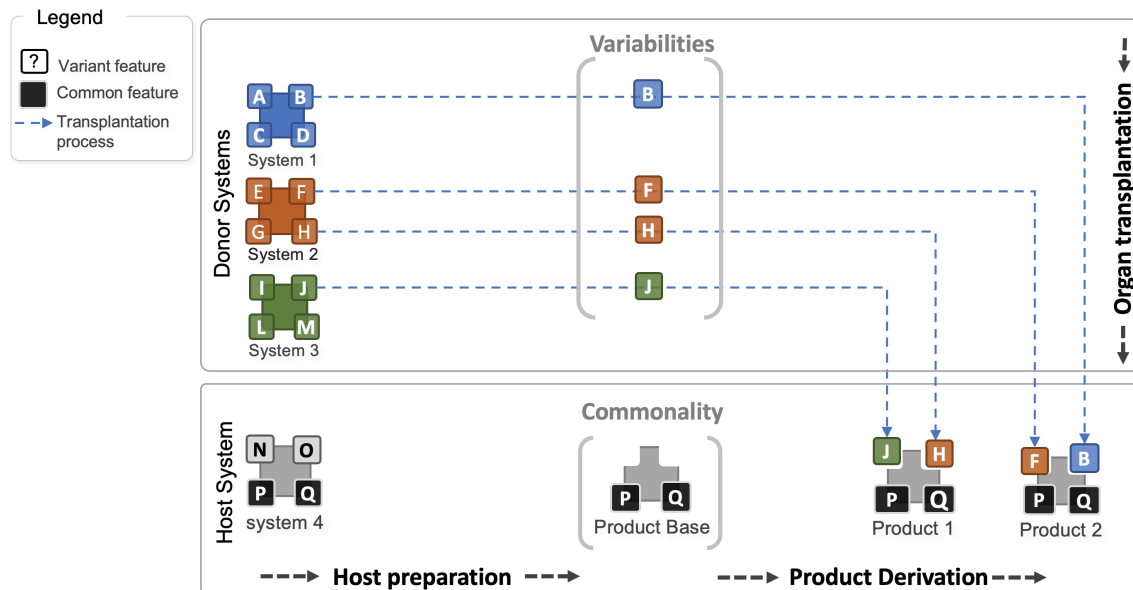 Legend
? Variant feature
Common feature
Transplantation
process
Variabilities
Donor Systems
A B
C D
System 1
B
E F
G H
System 2
F
H
I J
L M
System 3
J
Organ transplantation
Host System
N O
P Q
system 4
Commonality
P Q
Product Base
J H
P Q
Product 1
F B
P Q
Product 2
Host preparation
Product Derivation